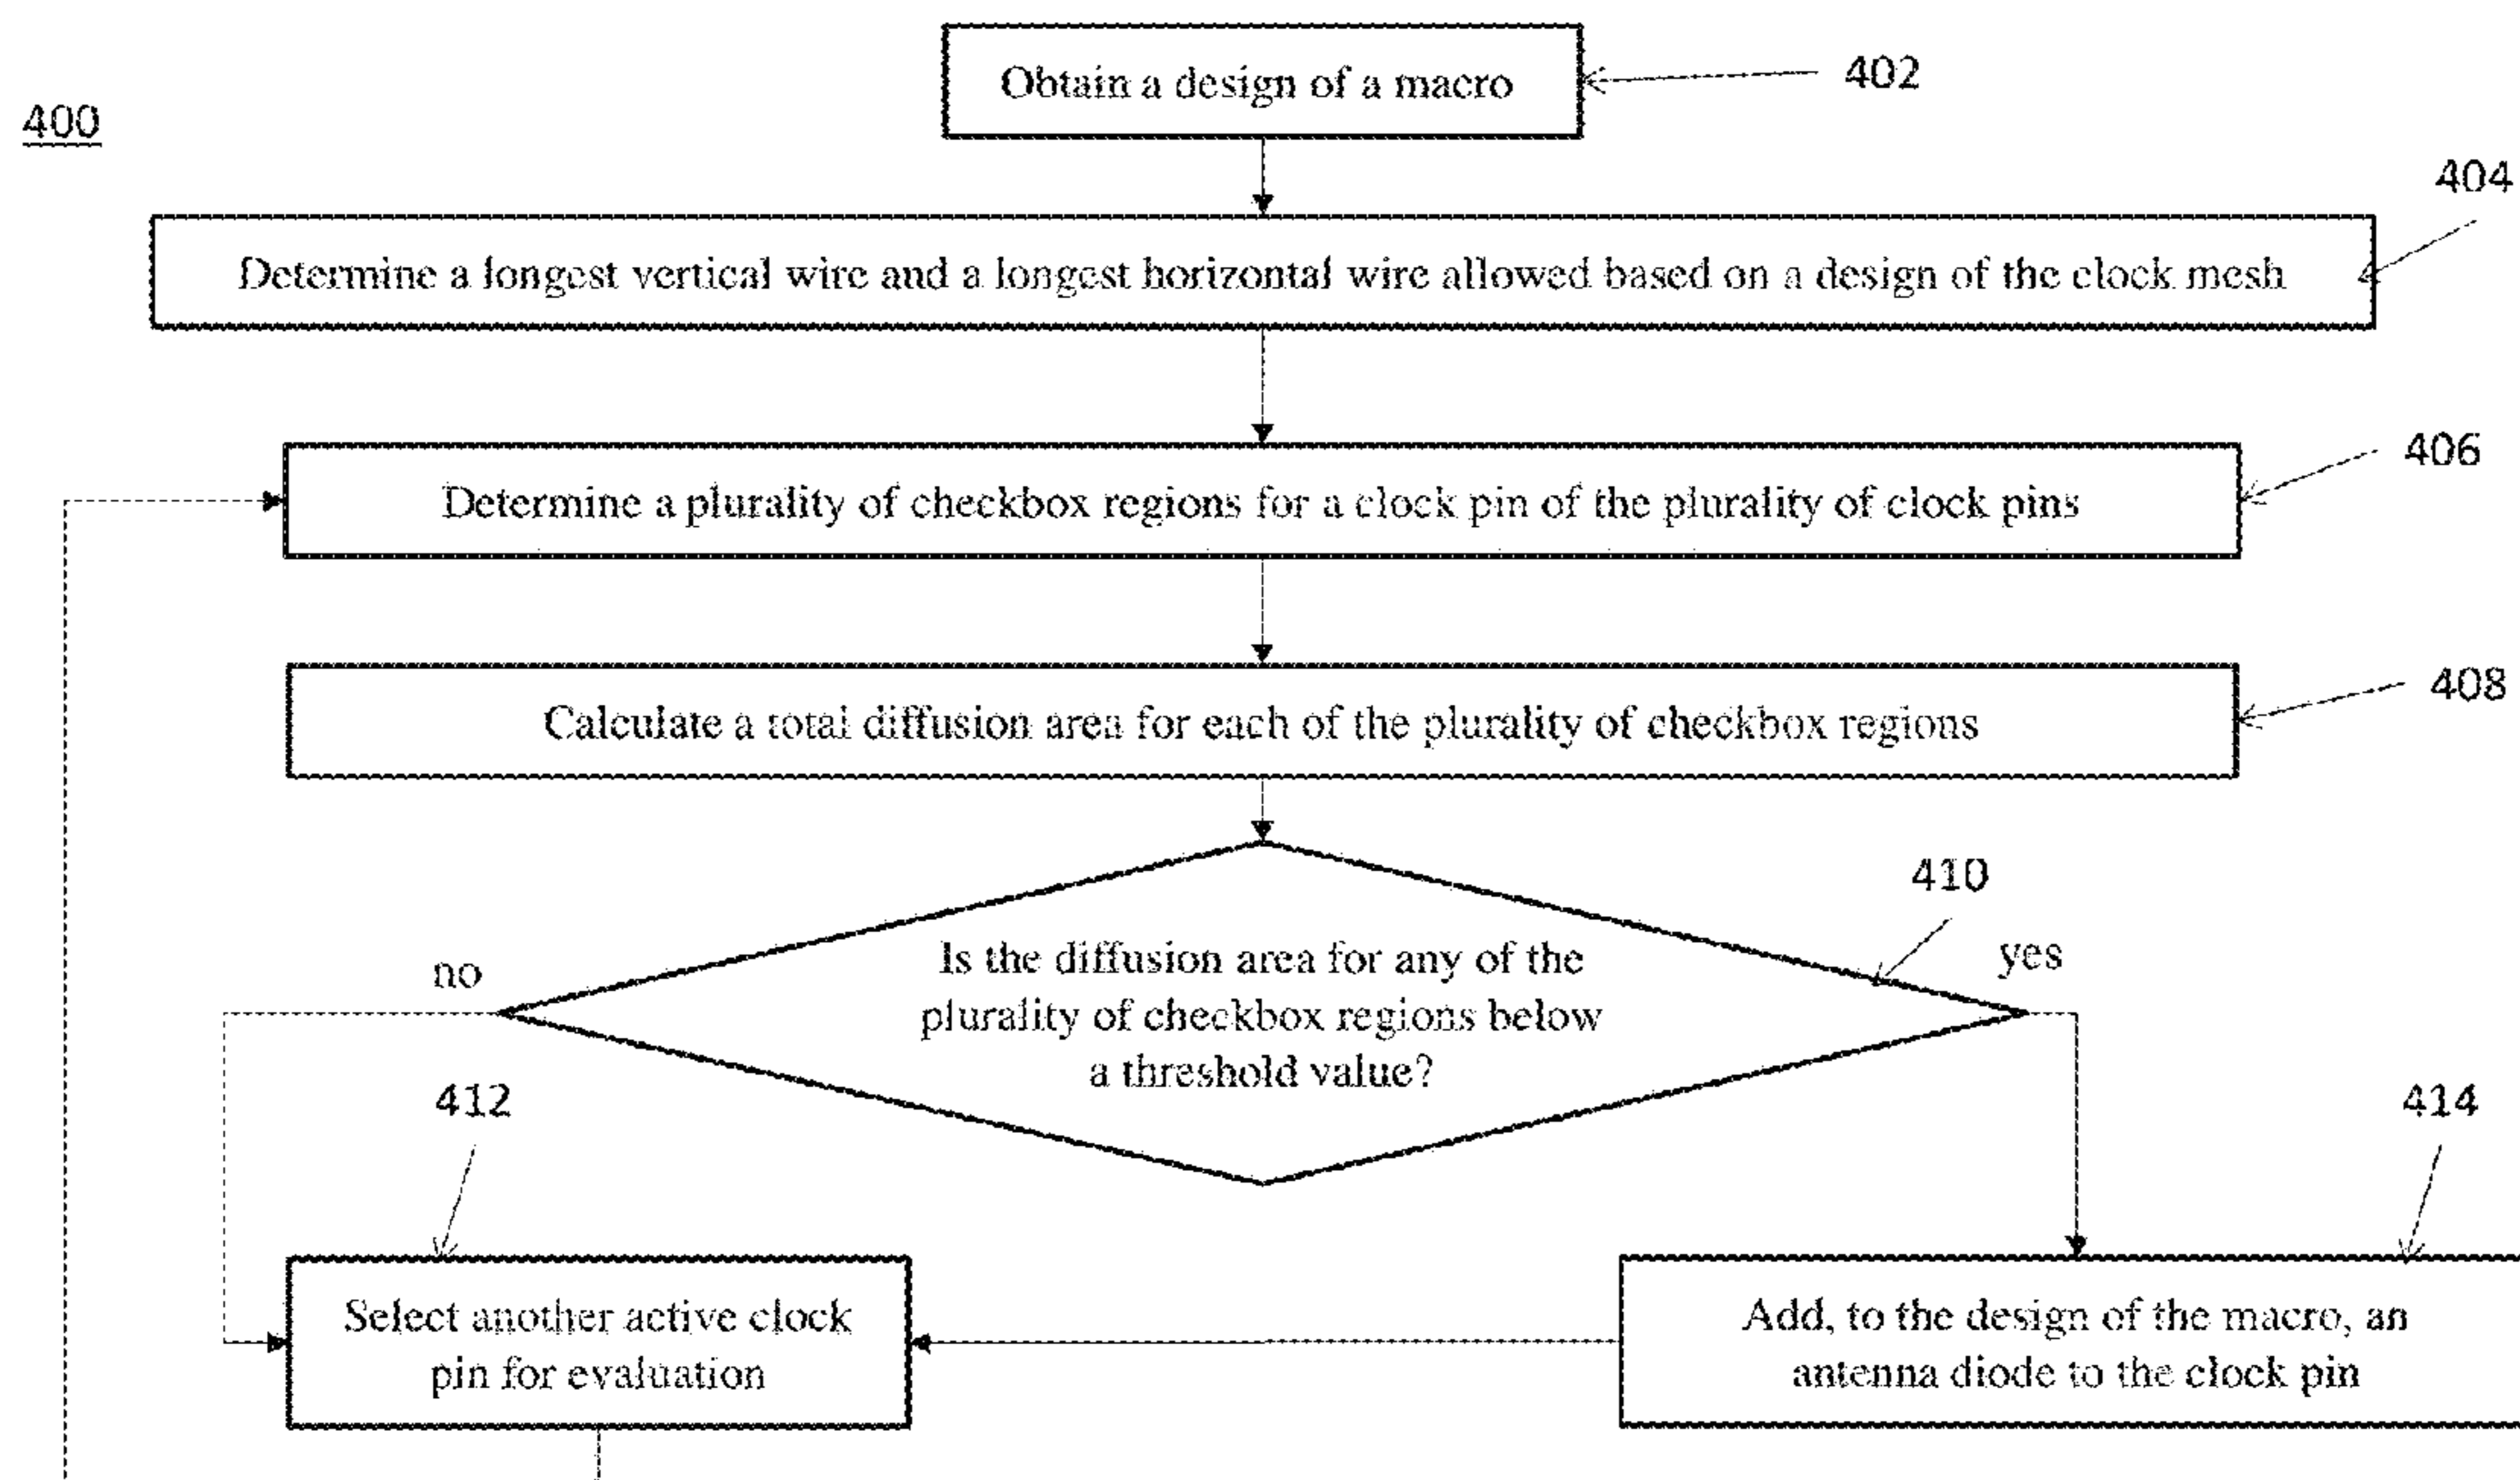 Obtain a design of a macro
402
400
404
Determine a longest vertical wire and a longest horizontal wire allowed based on a design of the clock mesh
406
Determine a plurality of checkbox regions for a clock pin of the plurality of clock pins
408
Calculate a total diffusion area for each of the plurality of checkbox regions
410
no
yes
Is the diffusion area for any of the
plurality of checkbox regions below
a threshold value?
412
414
Select another active clock
pin for evaluation
Add, to the design of the macro, an
antenna diode to the clock pin